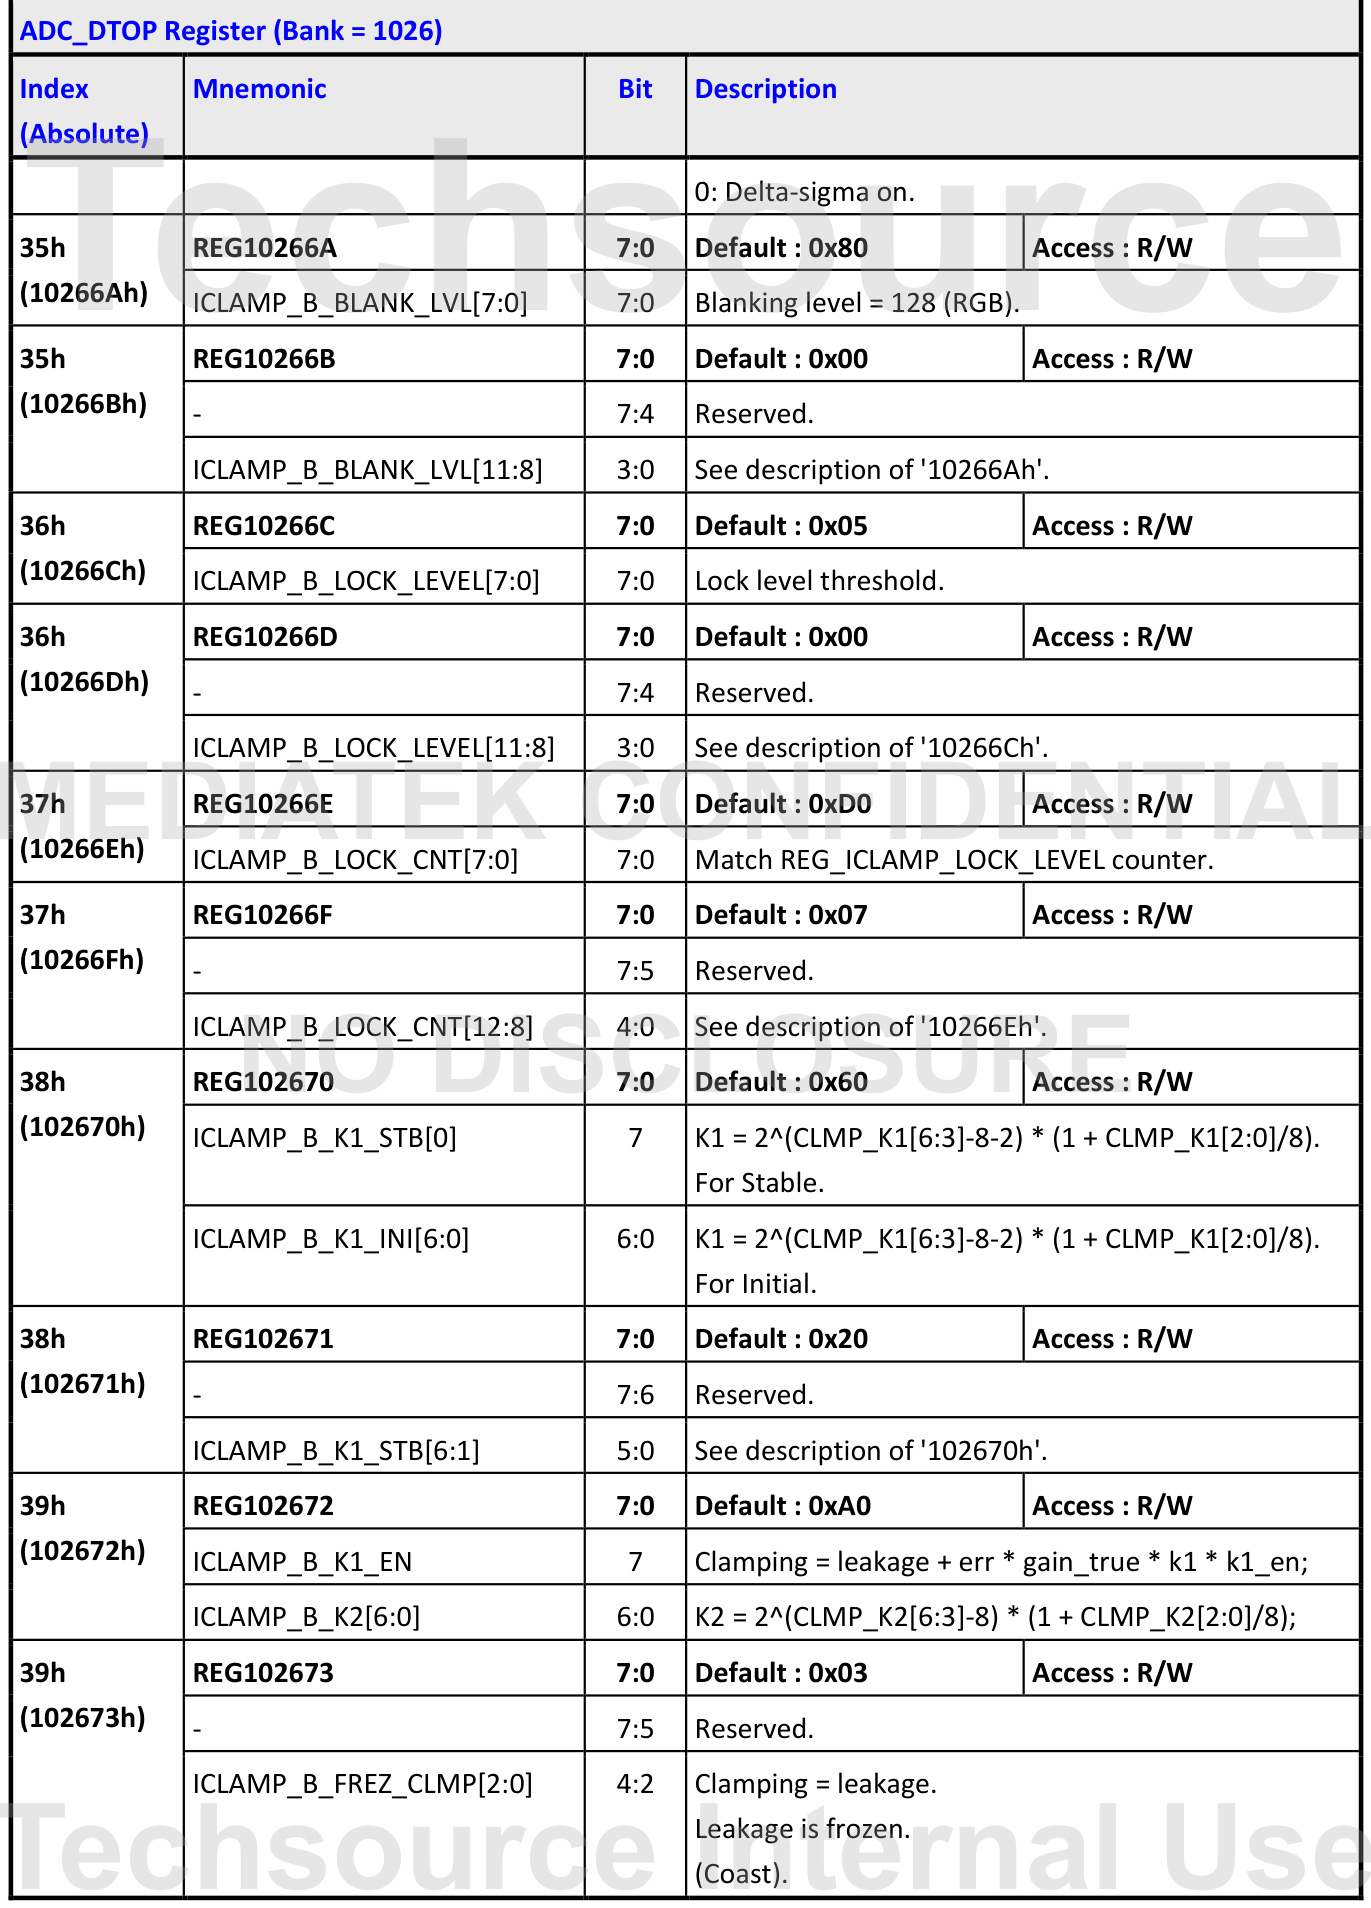 ADC_DTOP Register (Bank = 1026)
Index
(Absolute)
Mnemonic
Bit
Description
0: Delta-sigma on.
35h
(10266Ah)
REG10266A
7:0
Default : 0x80
Access : R/W
ICLAMP_B_BLANK_LVL[7:0]
7:0
Blanking level = 128 (RGB).
35h
(10266Bh)
REG10266B
7:0
Default : 0x00
Access : R/W
-
7:4
Reserved.
ICLAMP_B_BLANK_LVL[11:8]
3:0
See description of '10266Ah'.
36h
(10266Ch)
REG10266C
7:0
Default : 0x05
Access : R/W
ICLAMP_B_LOCK_LEVEL[7:0]
7:0
Lock level threshold.
36h
(10266Dh)
REG10266D
7:0
Default : 0x00
Access : R/W
-
7:4
Reserved.
ICLAMP_B_LOCK_LEVEL[11:8]
3:0
See description of '10266Ch'.
37h
(10266Eh)
REG10266E
7:0
Default : 0xD0
Access : R/W
ICLAMP_B_LOCK_CNT[7:0]
7:0
Match REG_ICLAMP_LOCK_LEVEL counter.
37h
(10266Fh)
REG10266F
7:0
Default : 0x07
Access : R/W
-
7:5
Reserved.
ICLAMP_B_LOCK_CNT[12:8]
4:0
See description of '10266Eh'.
38h
(102670h)
REG102670
7:0
Default : 0x60
Access : R/W
ICLAMP_B_K1_STB[0]
7
K1 = 2^(CLMP_K1[6:3]-8-2) * (1 + CLMP_K1[2:0]/8).
For Stable.
ICLAMP_B_K1_INI[6:0]
6:0
K1 = 2^(CLMP_K1[6:3]-8-2) * (1 + CLMP_K1[2:0]/8).
For Initial.
38h
(102671h)
REG102671
7:0
Default : 0x20
Access : R/W
-
7:6
Reserved.
ICLAMP_B_K1_STB[6:1]
5:0
See description of '102670h'.
39h
(102672h)
REG102672
7:0
Default : 0xA0
Access : R/W
ICLAMP_B_K1_EN
7
Clamping = leakage + err * gain_true * k1 * k1_en;
ICLAMP_B_K2[6:0]
6:0
K2 = 2^(CLMP_K2[6:3]-8) * (1 + CLMP_K2[2:0]/8);
39h
(102673h)
REG102673
7:0
Default : 0x03
Access : R/W
-
7:5
Reserved.
ICLAMP_B_FREZ_CLMP[2:0]
4:2
Clamping = leakage.
Leakage is frozen.
(Coast).
Techsource
MEDIATEK CONFIDENTIAL
NO DISCLOSURE
Techsource Internal Use